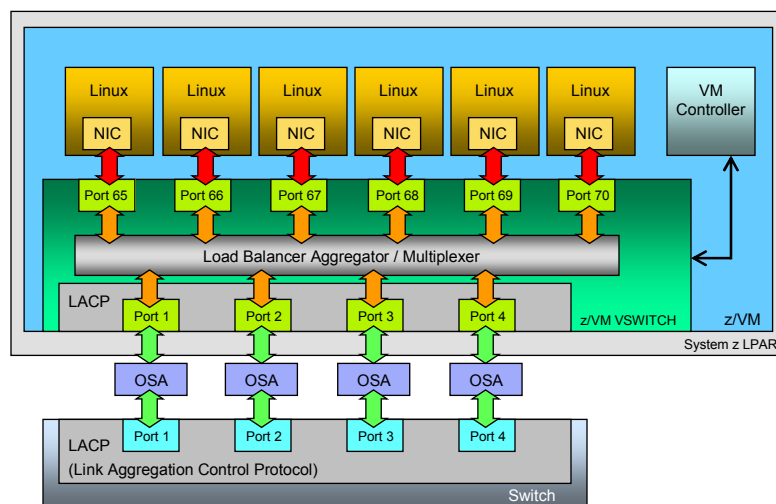 Linux Linux Linux Linux Linux Linux
VM
Controller
NIC NIC NIC NIC NIC NIC
Port 65 Port 66 Port 67 Port 68 Port 69 Port 70
Load Balancer Aggregator / Multiplexer
LACP
Port 1 Port 2 Port 3 Port 4
z/VM VSWITCH
z/VM
System z LPAR
OSA OSA OSA OSA
Port 1 Port 2 Port 3 Port 4
LACP
(Link Aggregation Control Protocol)
Switch